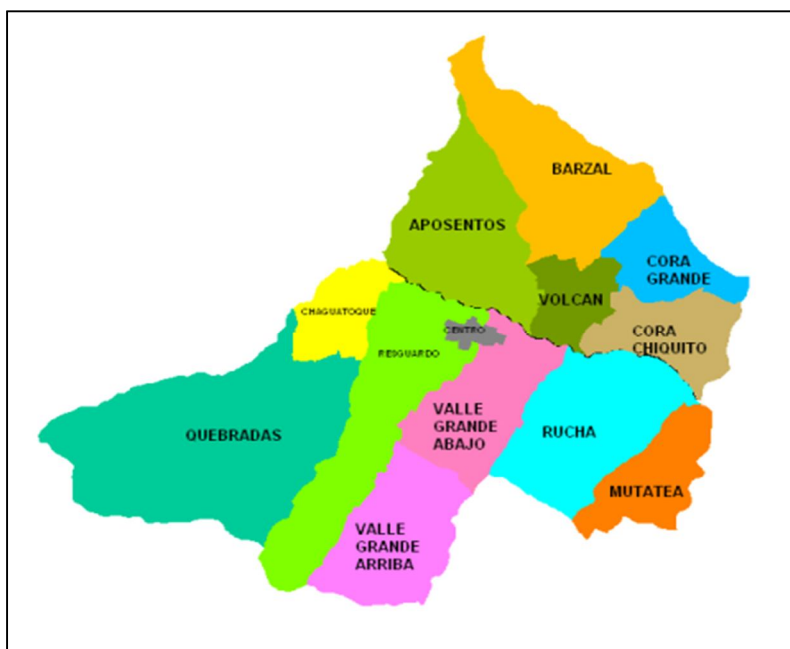 BARZAL
APOSENTOS
CORA
GRANDE
VOLCAN
CHAGUATOQUE
CENTRO
CORA
CHIQUITO
RESGUARDO
VALLE
GRANDE
ABAJO
QUEBRADAS
RUCHA
MUTATEA
VALLE
GRANDE
ARRIBA